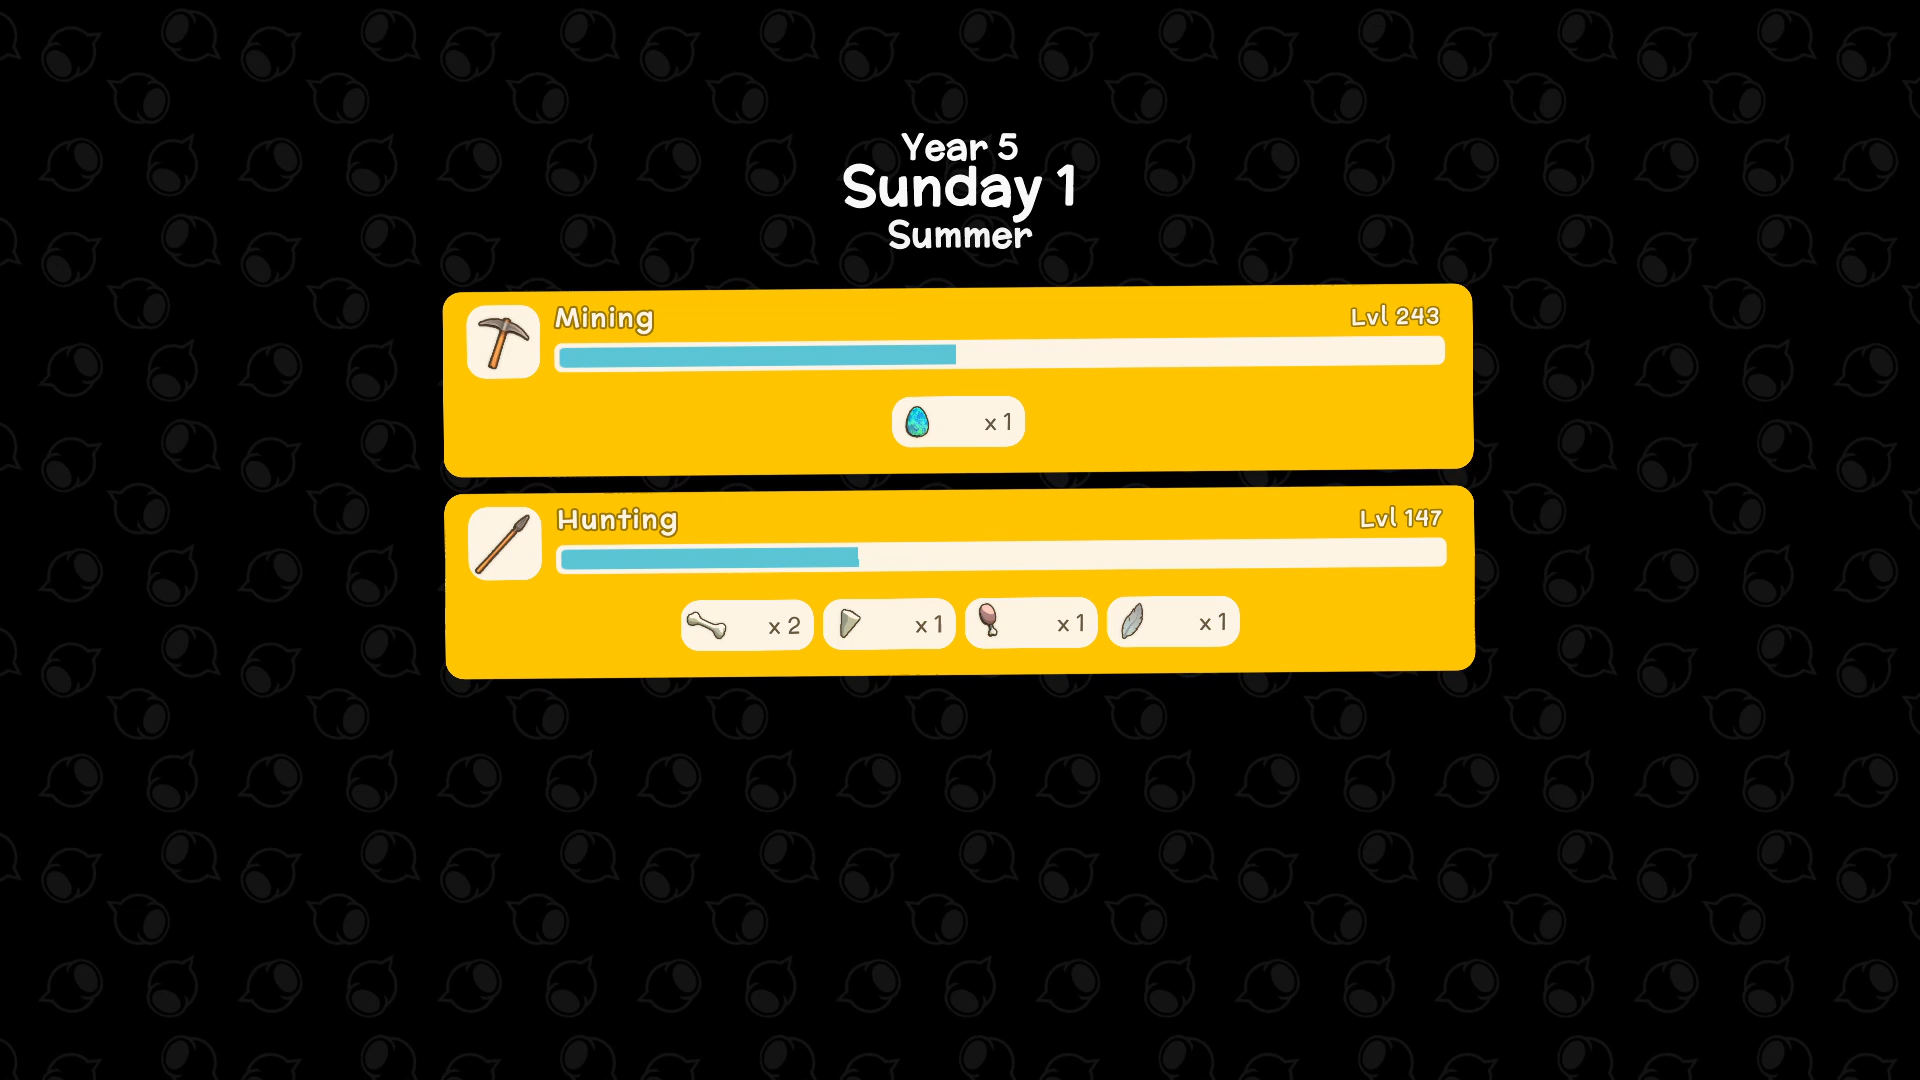 Year 5
Sunday 1
Summer
Mining
Lvl 243
x 1
Hunting
Lvl 147
x 2
x 1
x 1
x 1